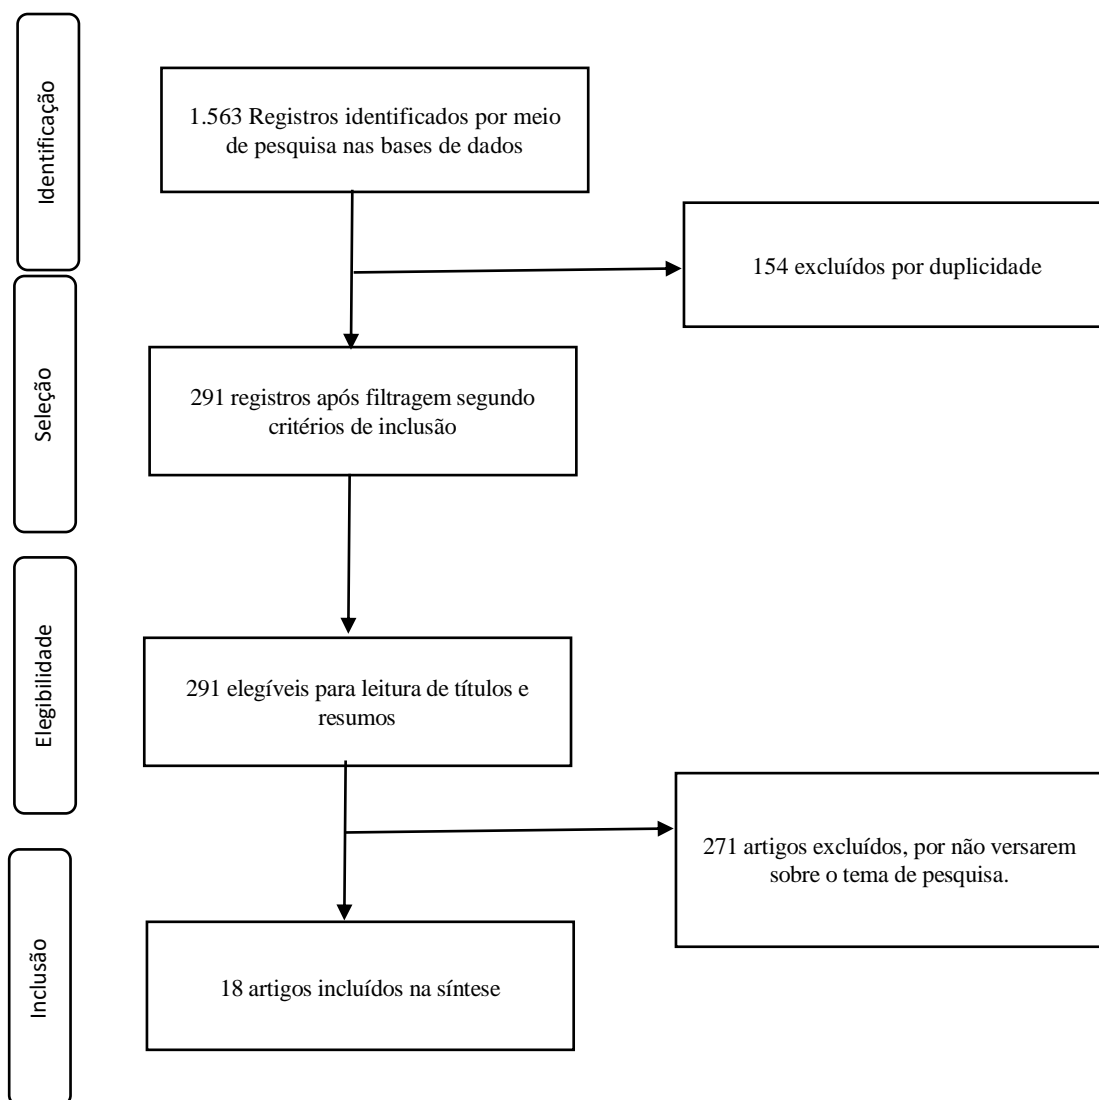 Identificação
1.563 Registros identificados por meio
de pesquisa nas bases de dados
154 excluídos por duplicidade
Seleção
291 registros após filtragem segundo
critérios de inclusão
Elegibilidade
291 elegíveis para leitura de títulos e
resumos
271 artigos excluídos, por não versarem
sobre o tema de pesquisa.
Inclusão
18 artigos incluídos na síntese